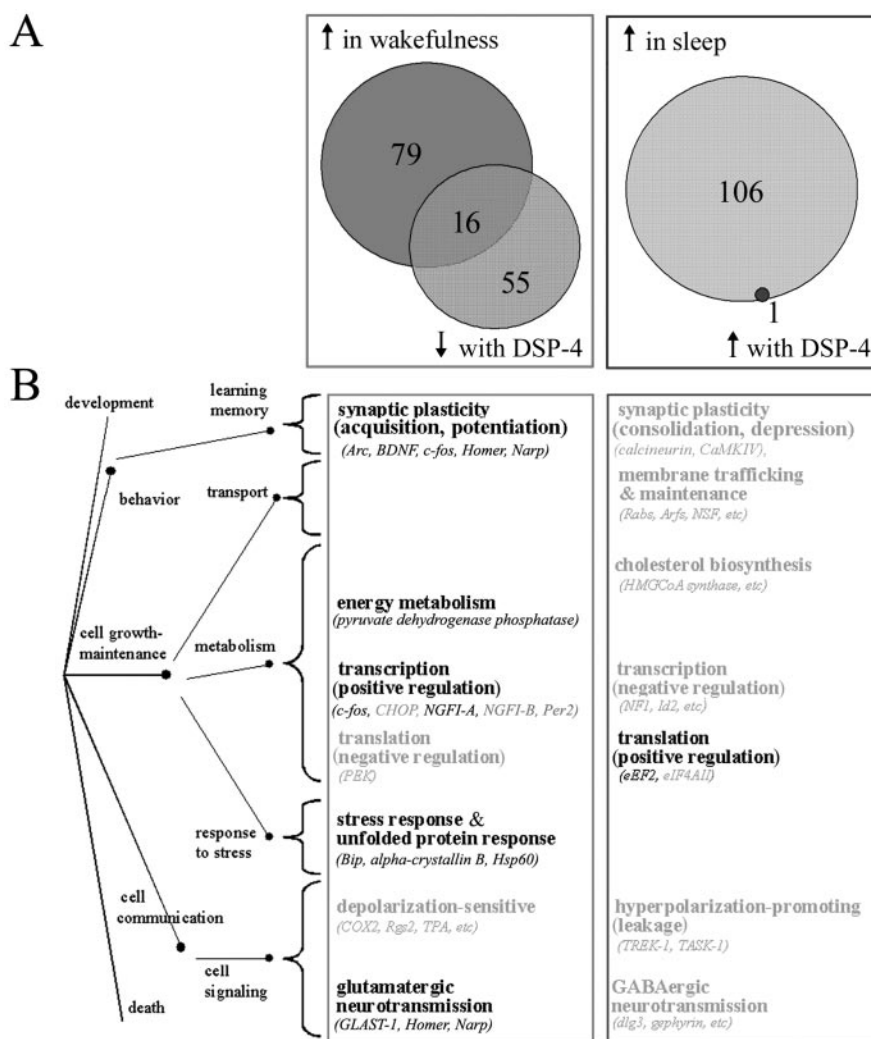 A
↑ in wakefulness
79
16
55
↓ with DSP-4
↑ in sleep
106
1
↑ with DSP-4
B
development
behavior
cell growth-
maintenance
cell
communication
death
learning
memory
transport
metabolism
response
to stress
cell
signaling
synaptic plasticity
(acquisition, potentiation)
(Arc, BDNF, c-fos, Homer, Narp)
energy metabolism
(pyruvate dehydrogenase phosphatase)
transcription
(positive regulation)
(c-fos, CHOP, NGFI-A, NGFI-B, Per2)
translation
(negative regulation)
(PEK)
stress response &
unfolded protein response
(Bip, alpha-crystallin B, Hsp60)
depolarization-sensitive
(COX2, Rgs2, TPA, etc)
glutamatergic
neurotransmission
(GLAST-1, Homer, Narp)
synaptic plasticity
(consolidation, depression)
(calcineurin, CaMKIV),
membrane trafficking
& maintenance
(Rabs, Arfs, NSF, etc)
cholesterol biosynthesis
(HMGCoA synthase, etc)
transcription
(negative regulation)
(NF1, Id2, etc)
translation
(positive regulation)
(eEF2, eIF4AII)
hyperpolarization-promoting
(leakage)
(TREK-1, TASK-1)
GABAergic
neurotransmission
(dlg3, gephyrin, etc)